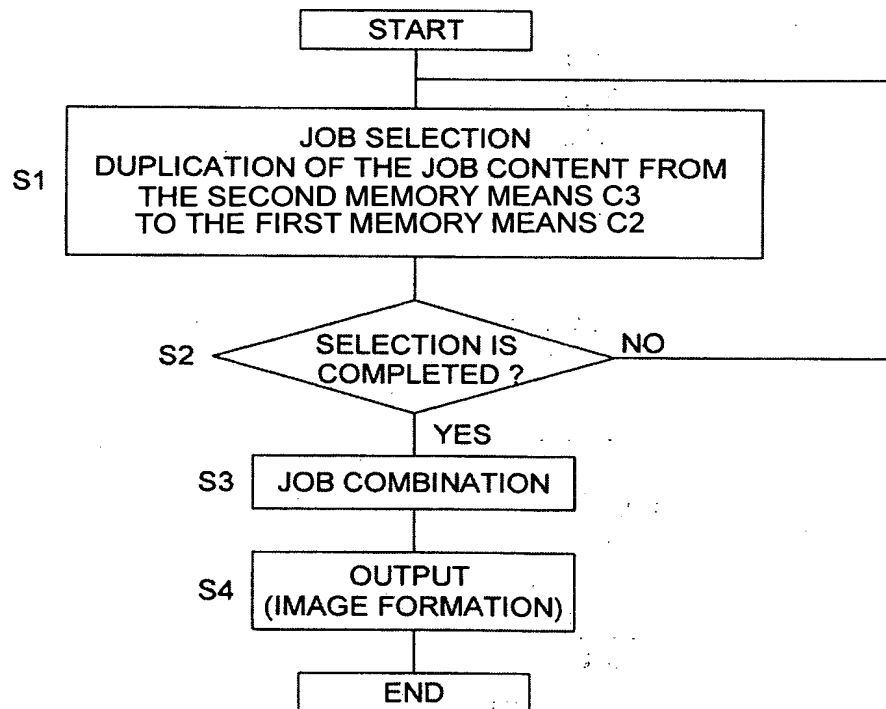 START
S1
JOB SELECTION
DUPLICATION OF THE JOB CONTENT FROM
THE SECOND MEMORY MEANS C3
TO THE FIRST MEMORY MEANS C2
S2
SELECTION IS
COMPLETED ?
NO
YES
S3
JOB COMBINATION
S4
OUTPUT
(IMAGE FORMATION)
END